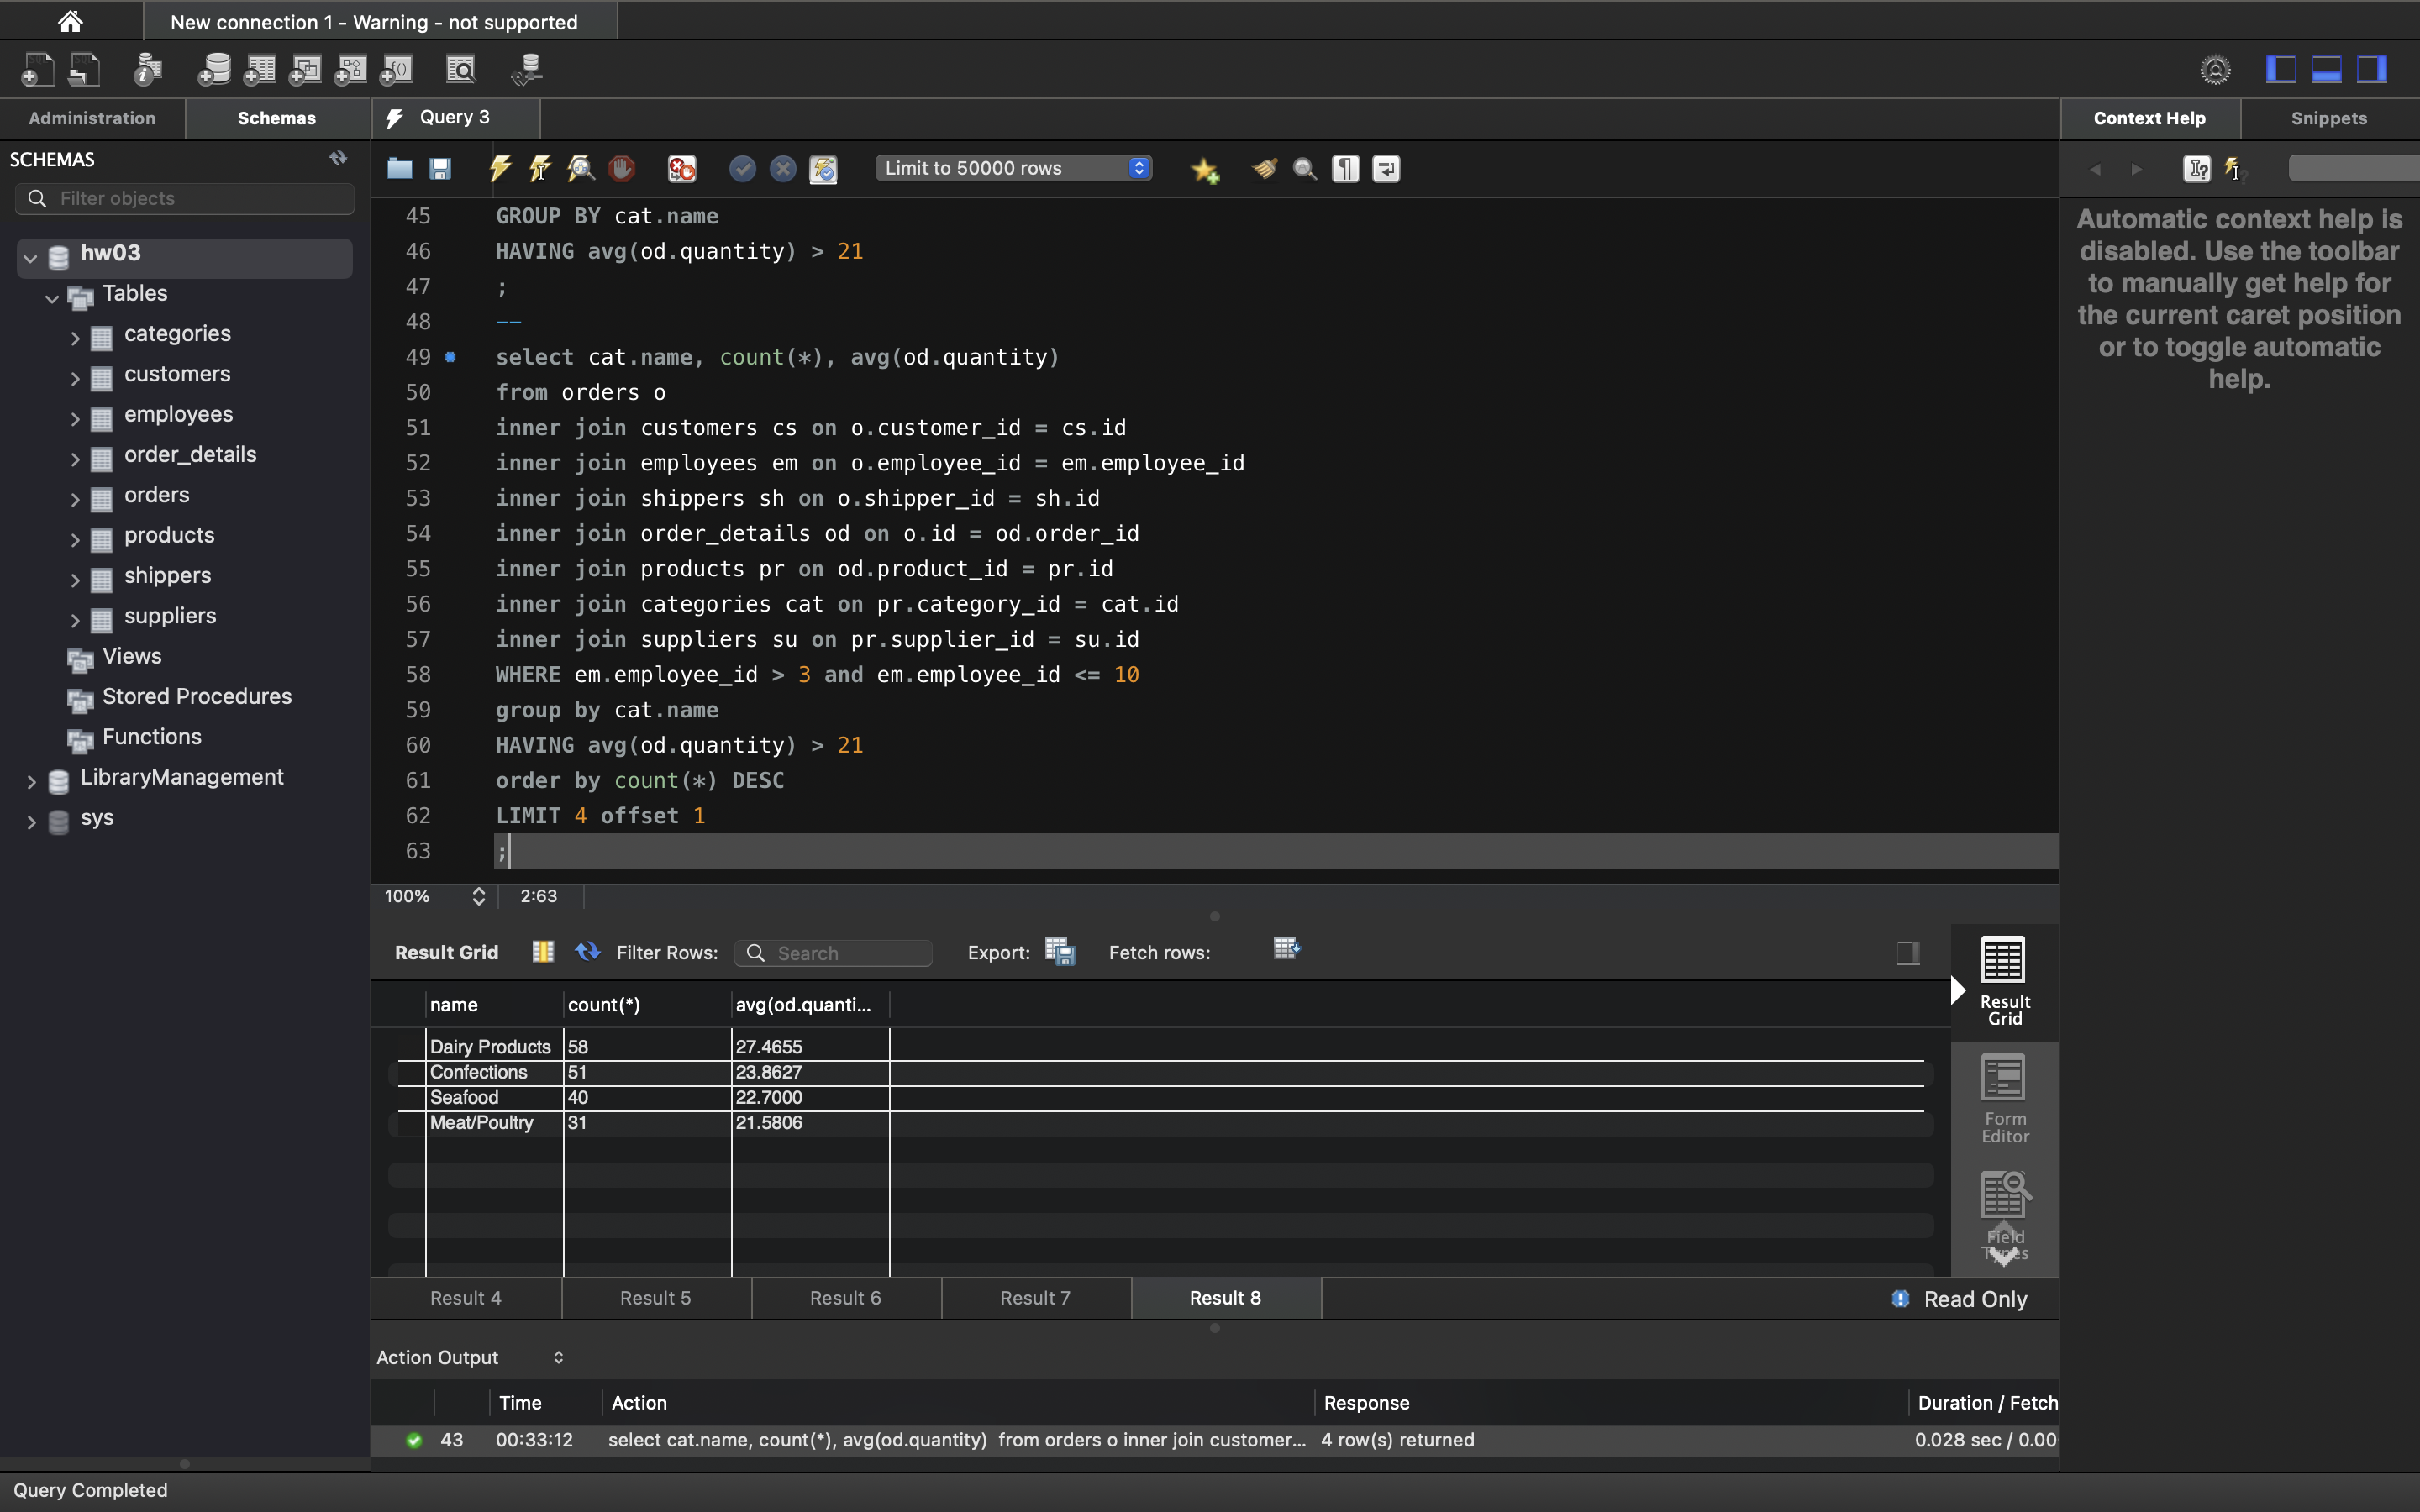 New connection 1 - Warning - not supported
Administration
Schemas
Query 3
Context Help
Snippets
SCHEMAS
Filter objects
Limit to 50000 rows
hw03
Tables
categories
customers
employees
order_details
orders
products
shippers
suppliers
Views
Stored Procedures
Functions
LibraryManagement
sys
45 GROUP BY cat.name
46 HAVING avg(od.quantity) > 21
47 ;
48 --
49 select cat.name, count(*), avg(od.quantity)
50 from orders o
51 inner join customers cs on o.customer_id = cs.id
52 inner join employees em on o.employee_id = em.employee_id
53 inner join shippers sh on o.shipper_id = sh.id
54 inner join order_details od on o.id = od.order_id
55 inner join products pr on od.product_id = pr.id
56 inner join categories cat on pr.category_id = cat.id
57 inner join suppliers su on pr.supplier_id = su.id
58 WHERE em.employee_id > 3 and em.employee_id <= 10
59 group by cat.name
60 HAVING avg(od.quantity) > 21
61 order by count(*) DESC
62 LIMIT 4 offset 1
63 ;
Automatic context help is
disabled. Use the toolbar
to manually get help for
the current caret position
or to toggle automatic
help.
100% 2:63
Result Grid Filter Rows: Search Export: Fetch rows:
name count(*) avg(od.quanti...
Dairy Products 58 27.4655
Confections 51 23.8627
Seafood 40 22.7000
Meat/Poultry 31 21.5806
Result
Grid
Form
Editor
Field
Types
Result 4 Result 5 Result 6 Result 7 Result 8 Read Only
Action Output
Time Action Response Duration / Fetch
43 00:33:12 select cat.name, count(*), avg(od.quantity) from orders o inner join customer... 4 row(s) returned 0.028 sec / 0.00
Query Completed